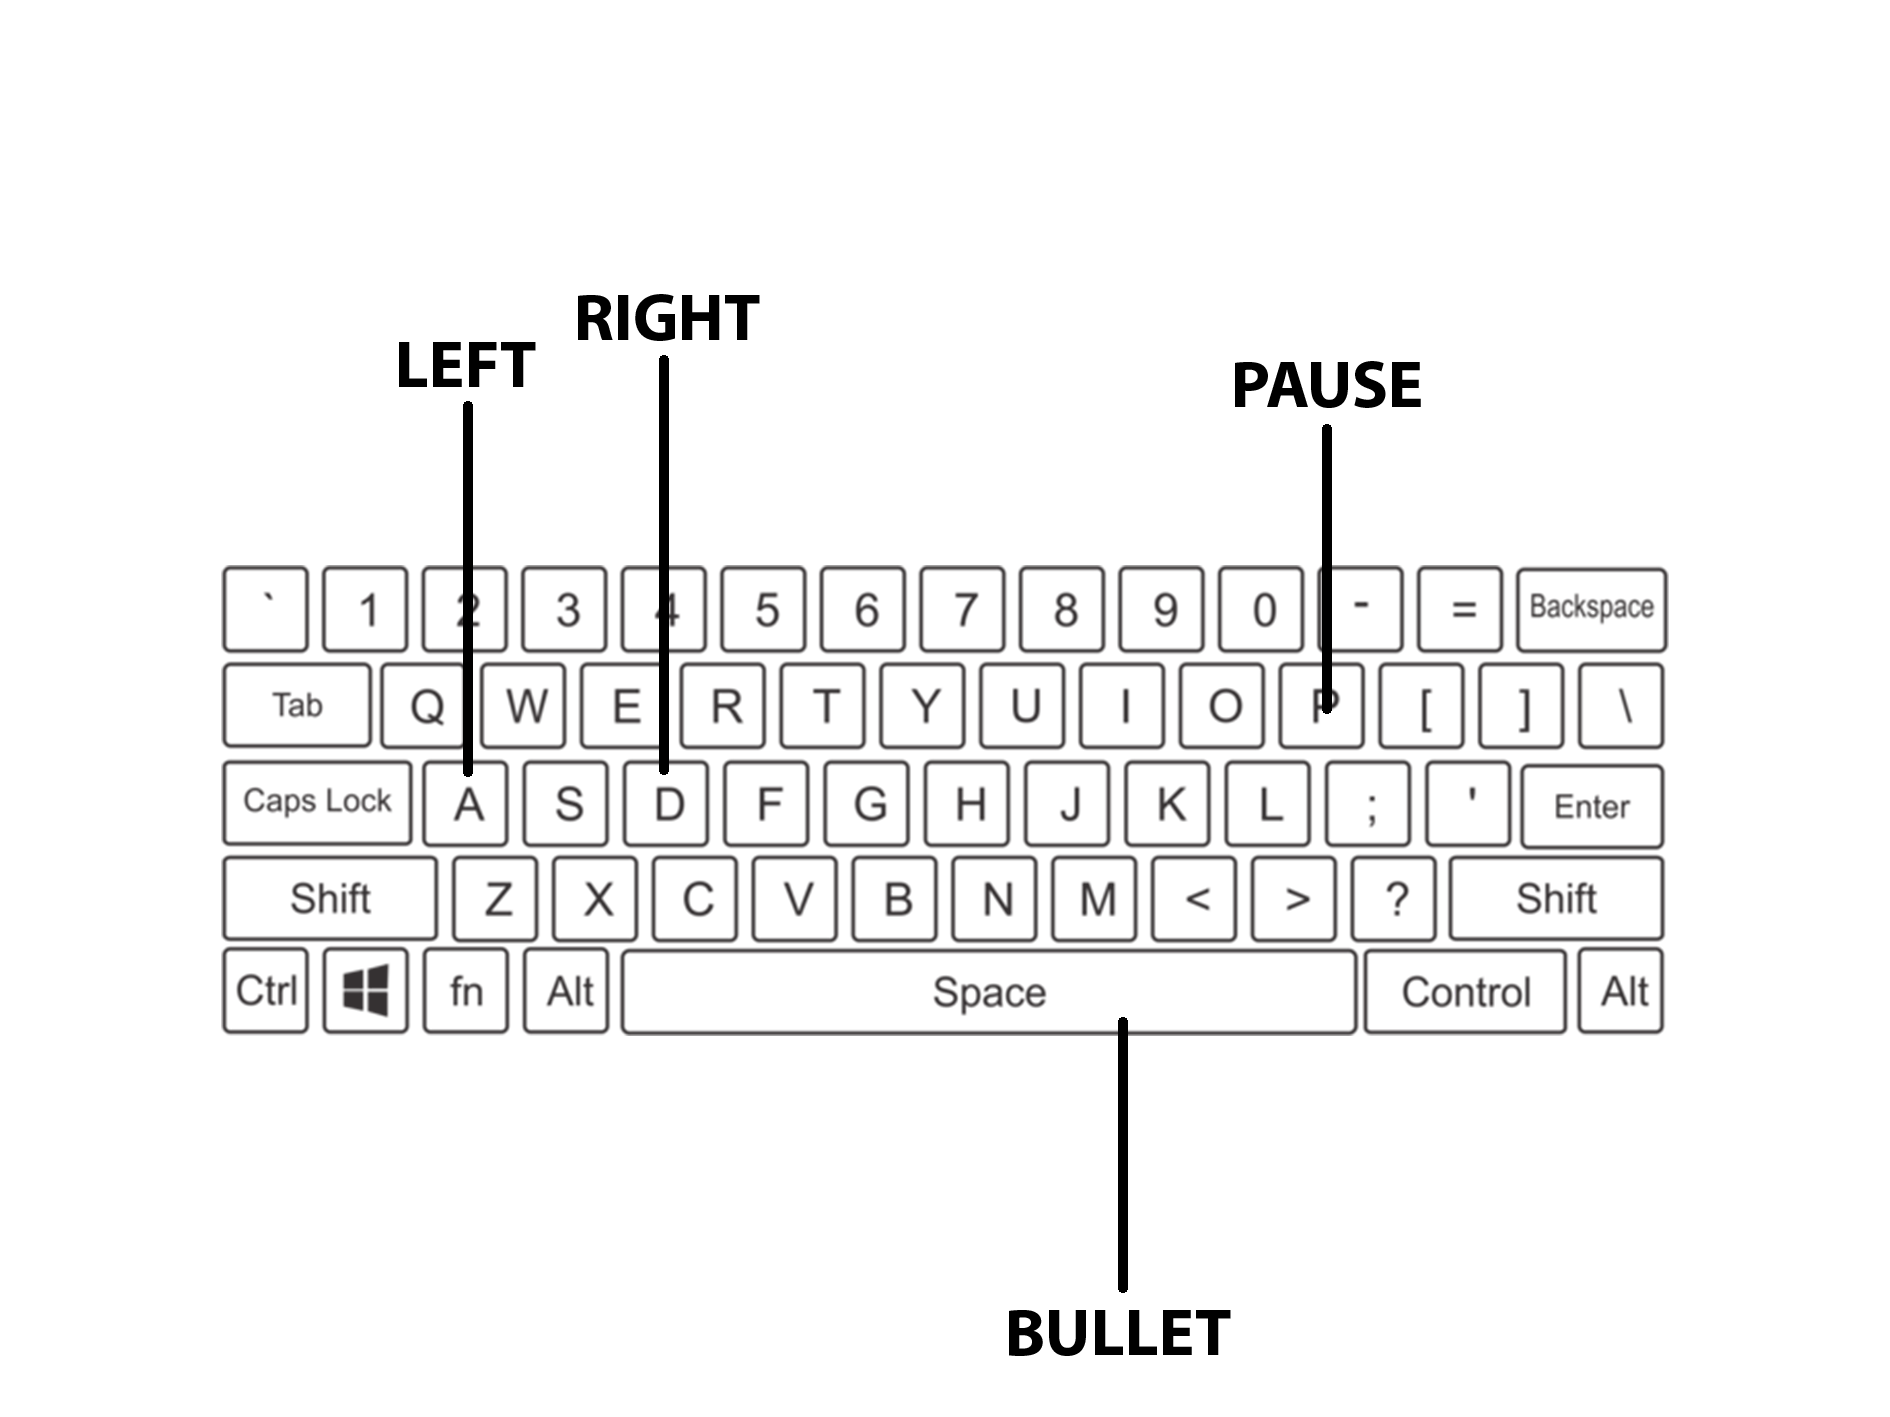 RIGHT
LEFT
PAUSE
` 1 2 3 4 5 6 7 8 9 0 - = Backspace
Tab Q W E R T Y U I O P [ ] \
Caps Lock A S D F G H J K L ; ' Enter
Shift Z X C V B N M < > ? Shift
Ctrl fn Alt Space Control Alt
BULLET